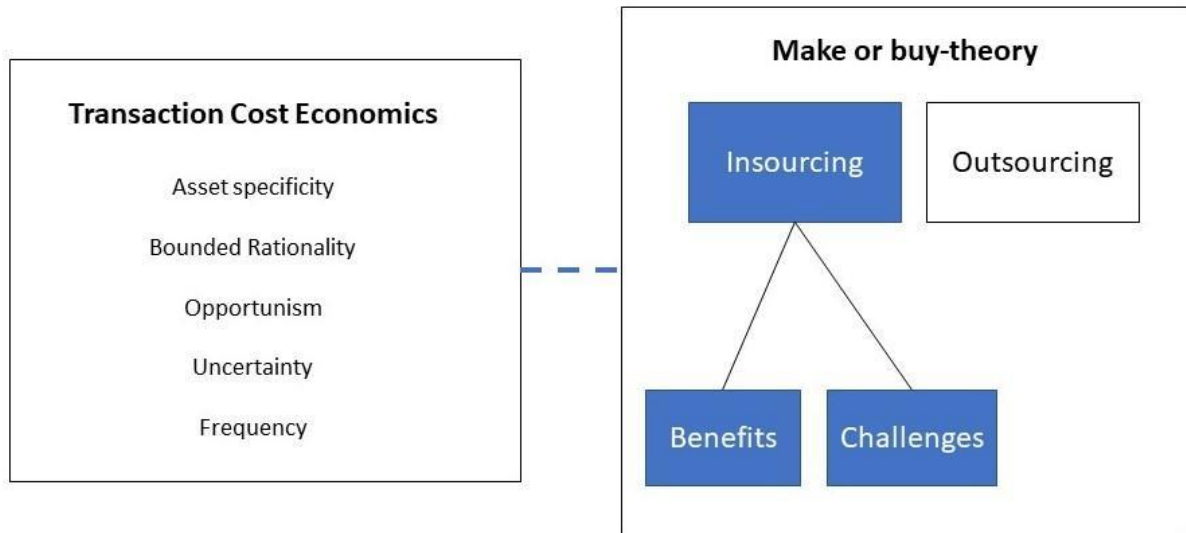 Transaction Cost Economics
Asset specificity
Bounded Rationality
Opportunism
Uncertainty
Frequency
Make or buy-theory
Insourcing
Outsourcing
Benefits
Challenges